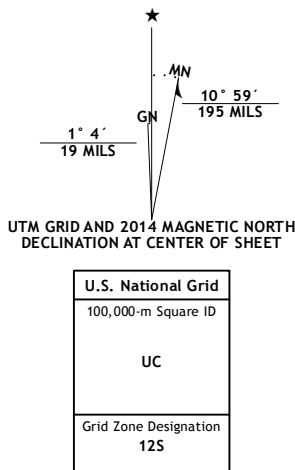 ★
MN
GN
10° 59´
195 MILS
1° 4´
19 MILS
UTM GRID AND 2014 MAGNETIC NORTH
DECLINATION AT CENTER OF SHEET
U.S. National Grid
100,000-m Square ID
UC
Grid Zone Designation
12S